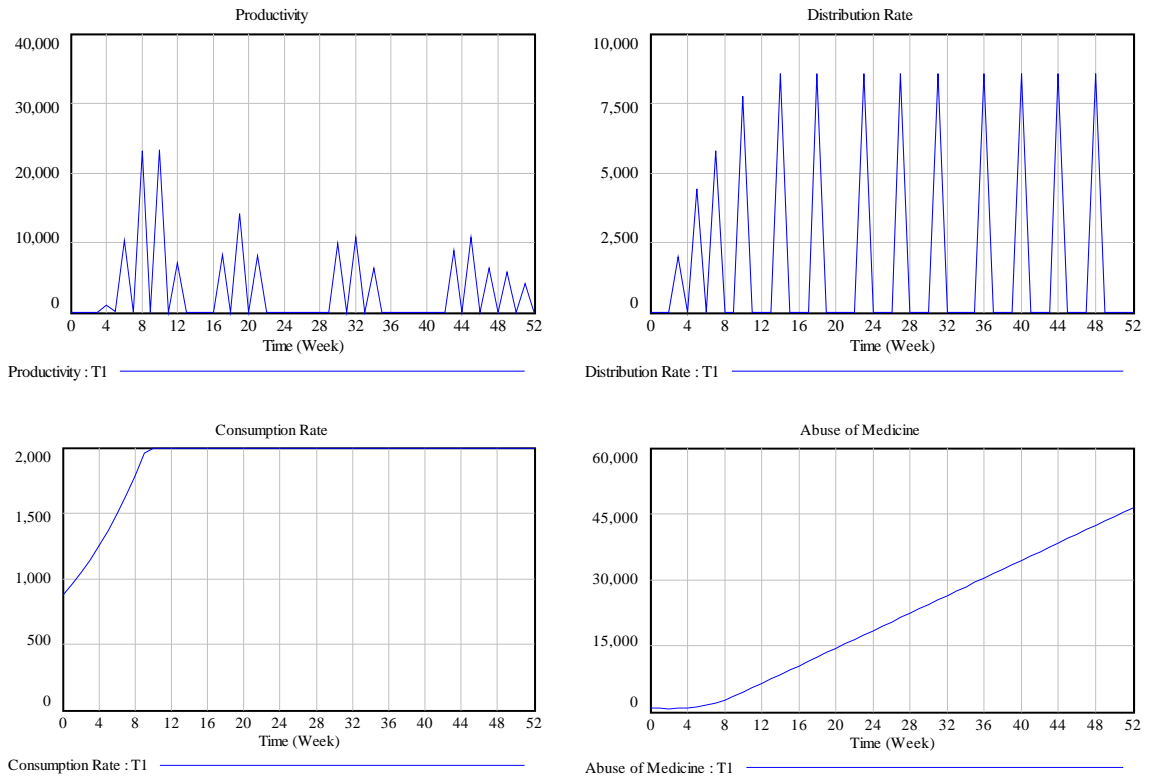 Productivity
40,000
30,000
20,000
10,000
0
0 4 8 12 16 20 24 28 32 36 40 44 48 52
Time (Week)
Productivity : T1
Distribution Rate
10,000
7,500
5,000
2,500
0
0 4 8 12 16 20 24 28 32 36 40 44 48 52
Time (Week)
Distribution Rate : T1
Consumption Rate
2,000
1,500
1,000
500
0
0 4 8 12 16 20 24 28 32 36 40 44 48 52
Time (Week)
Consumption Rate : T1
Abuse of Medicine
60,000
45,000
30,000
15,000
0
0 4 8 12 16 20 24 28 32 36 40 44 48 52
Time (Week)
Abuse of Medicine : T1